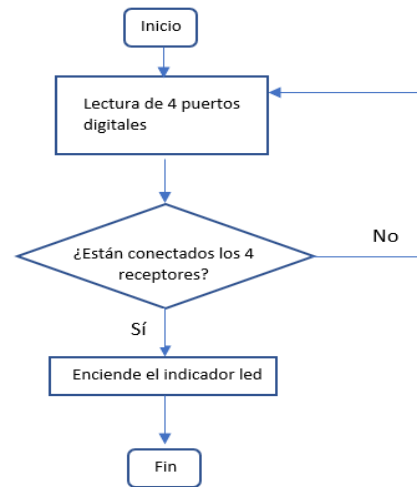 Inicio
Lectura de 4 puertos
digitales
¿Están conectados los 4
receptores?
No
Sí
Enciende el indicador led
Fin